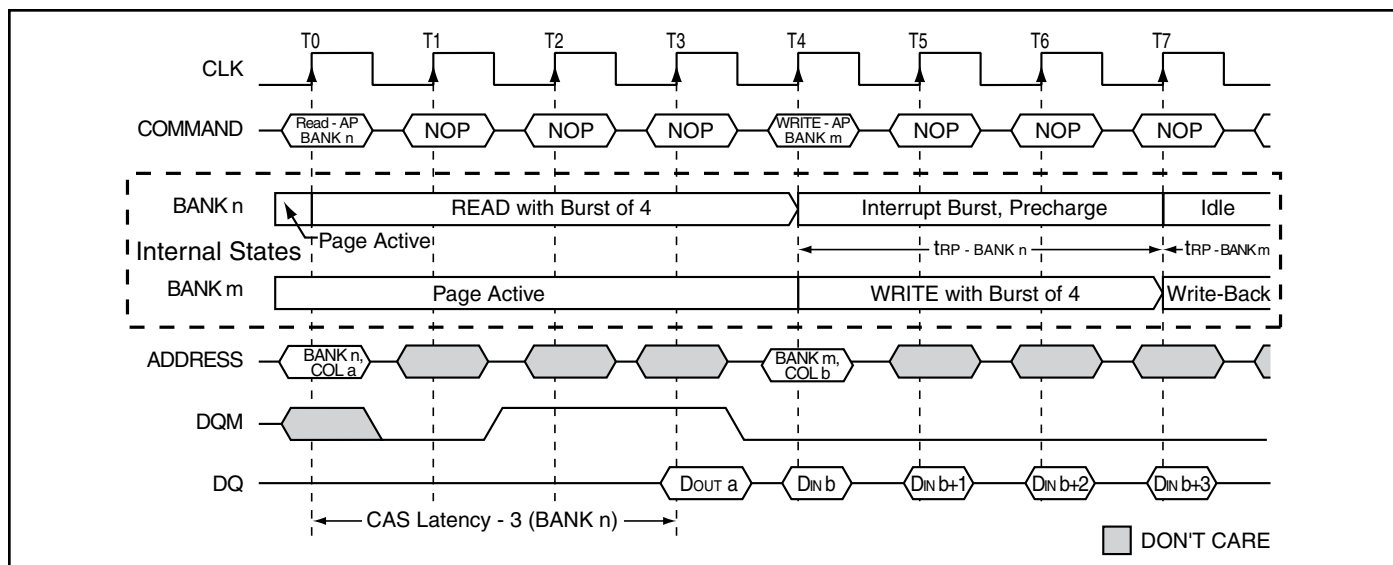 T0 T1 T2 T3 T4 T5 T6 T7
CLK
COMMAND Read - AP BANK n NOP NOP NOP WRITE - AP BANK m NOP NOP NOP
BANK n READ with Burst of 4 Interrupt Burst, Precharge Idle
Page Active
Internal States
tRP - BANK n tRP - BANK m
BANK m Page Active WRITE with Burst of 4 Write-Back
ADDRESS BANK n, COL a BANK m, COL b
DQM
DQ DOUT a DIN b DIN b+1 DIN b+2 DIN b+3
CAS Latency - 3 (BANK n)
DON'T CARE